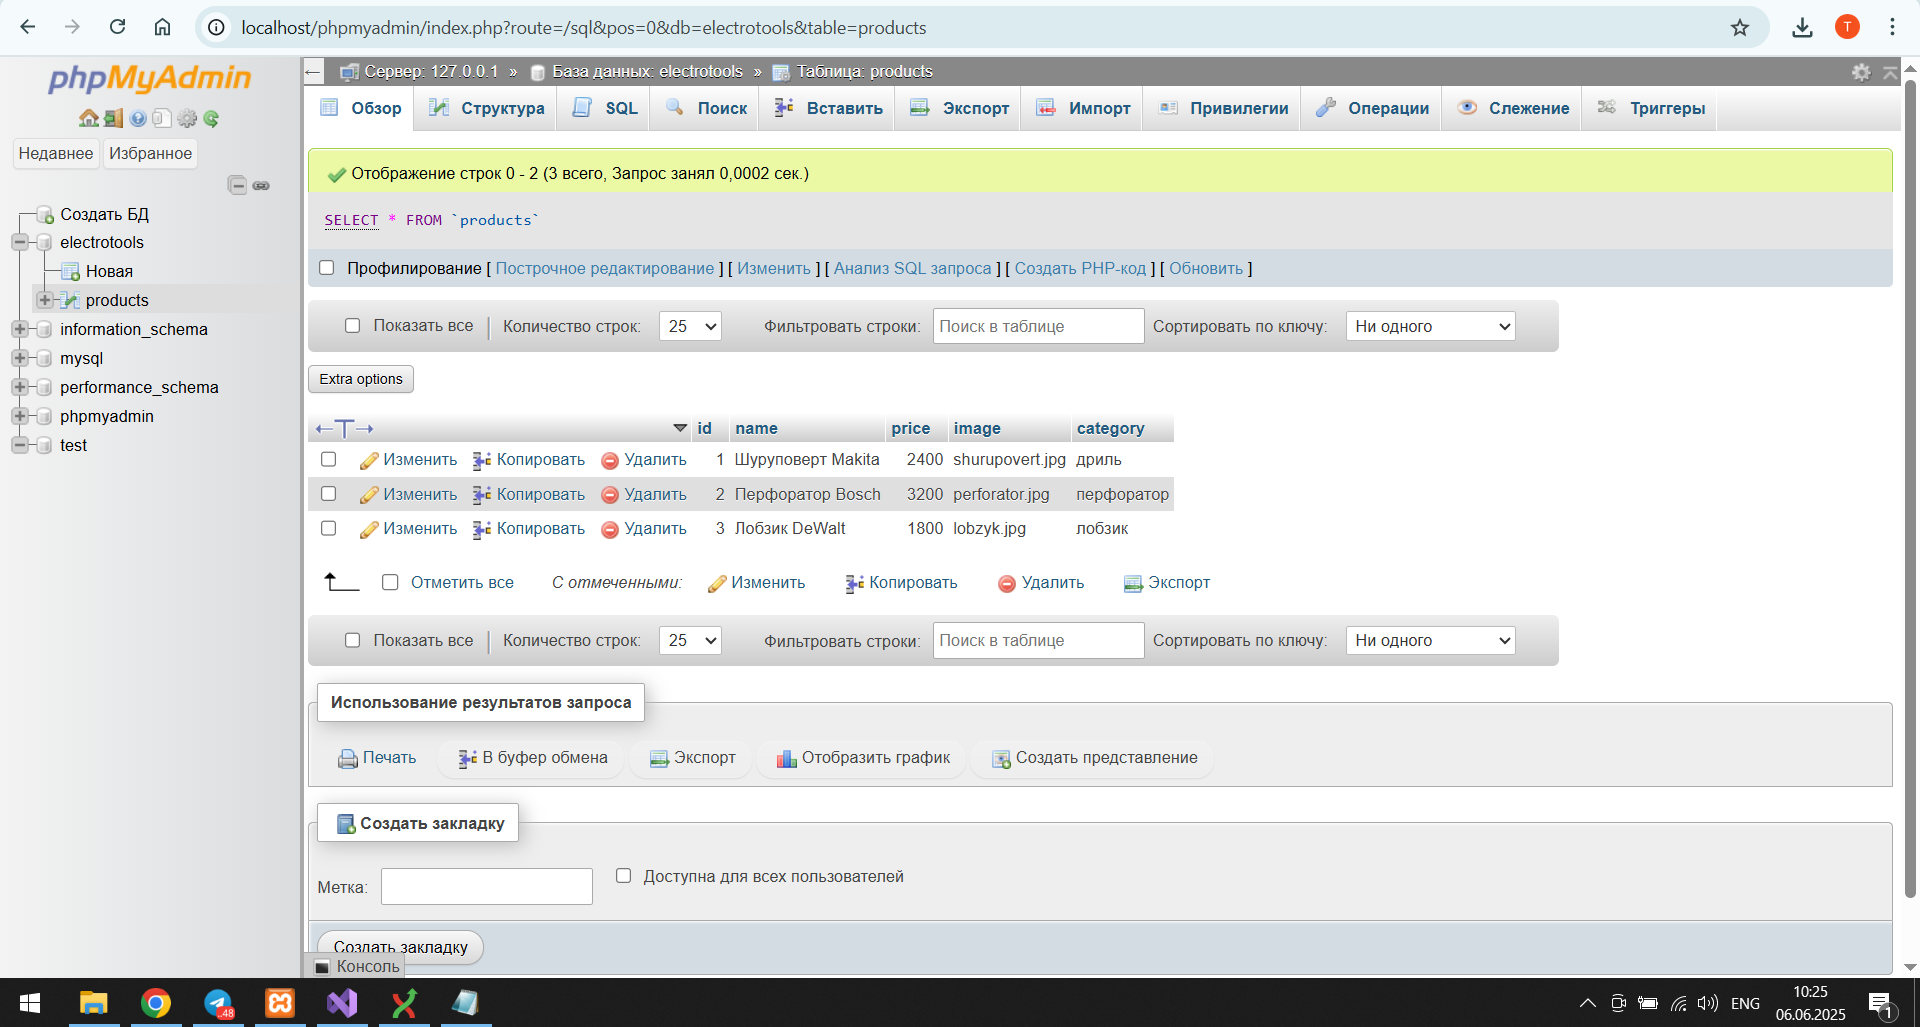 localhost/phpmyadmin/index.php?route=/sql&pos=0&db=electrotools&table=products
T
phpMyAdmin
Недавнее Избранное
Создать БД
electrotools
Новая
products
information_schema
mysql
performance_schema
phpmyadmin
test
Сервер: 127.0.0.1 » База данных: electrotools » Таблица: products
Обзор Структура SQL Поиск Вставить Экспорт Импорт Привилегии Операции Слежение Триггеры
Отображение строк 0 - 2 (3 всего, Запрос занял 0,0002 сек.)
SELECT * FROM `products`
Профилирование [ Построчное редактирование ] [ Изменить ] [ Анализ SQL запроса ] [ Создать PHP-код ] [ Обновить ]
Показать все | Количество строк: 25 Фильтровать строки: Поиск в таблице Сортировать по ключу: Ни одного
Extra options
←T→ id name price image category
Изменить Копировать Удалить 1 Шуруповерт Makita 2400 shurupovert.jpg дриль
Изменить Копировать Удалить 2 Перфоратор Bosch 3200 perforator.jpg перфоратор
Изменить Копировать Удалить 3 Лобзик DeWalt 1800 lobzyk.jpg лобзик
Отметить все С отмеченными: Изменить Копировать Удалить Экспорт
Показать все | Количество строк: 25 Фильтровать строки: Поиск в таблице Сортировать по ключу: Ни одного
Использование результатов запроса
Печать В буфер обмена Экспорт Отобразить график Создать представление
Создать закладку
Метка: Доступна для всех пользователей
Создать закладку
Консоль
48
ENG
10:25
06.06.2025
1